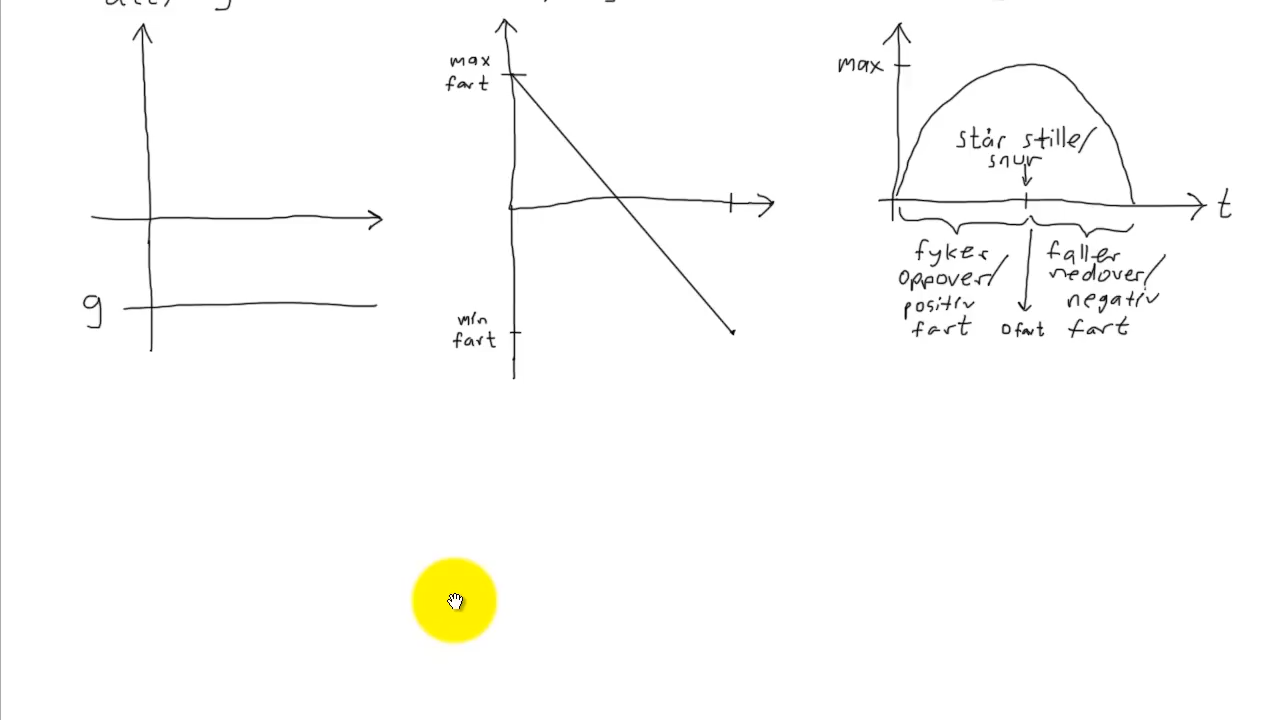 g
max
fart
min
fart
max
står stille/
snur
t
fyker
oppover/
positiv
fart
0 fart
faller
nedover/
negativ
fart